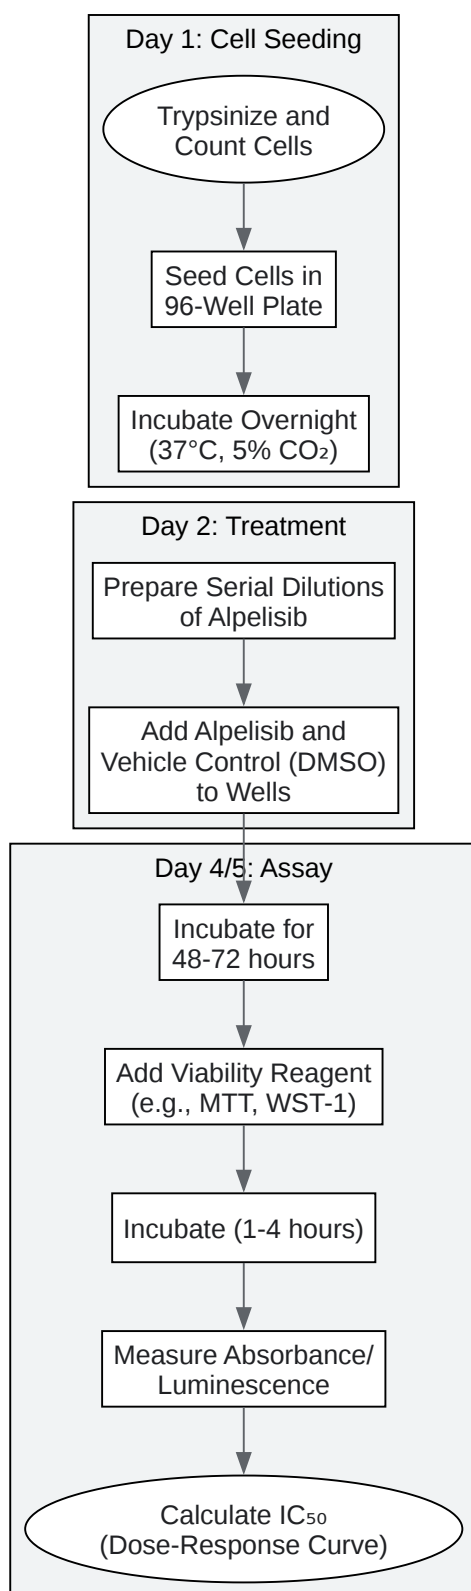 Day 1: Cell Seeding
Trypsinize and
Count Cells
Seed Cells in
96-Well Plate
Incubate Overnight
(37°C, 5% CO₂)
Day 2: Treatment
Prepare Serial Dilutions
of Alpelisib
Add Alpelisib and
Vehicle Control (DMSO)
to Wells
Day 4/5: Assay
Incubate for
48-72 hours
Add Viability Reagent
(e.g., MTT, WST-1)
Incubate (1-4 hours)
Measure Absorbance/
Luminescence
Calculate IC₅₀
(Dose-Response Curve)